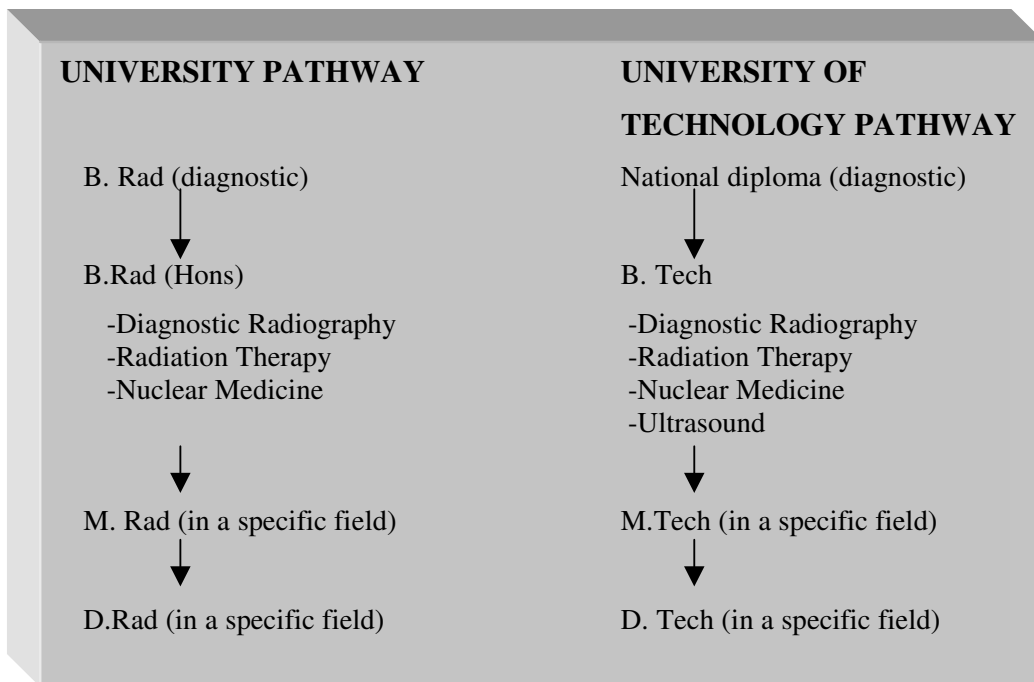 UNIVERSITY PATHWAY
B. Rad (diagnostic)
B.Rad (Hons)
-Diagnostic Radiography
-Radiation Therapy
-Nuclear Medicine
M. Rad (in a specific field)
D.Rad (in a specific field)
UNIVERSITY OF
TECHNOLOGY PATHWAY
National diploma (diagnostic)
B. Tech
-Diagnostic Radiography
-Radiation Therapy
-Nuclear Medicine
-Ultrasound
M.Tech (in a specific field)
D. Tech (in a specific field)